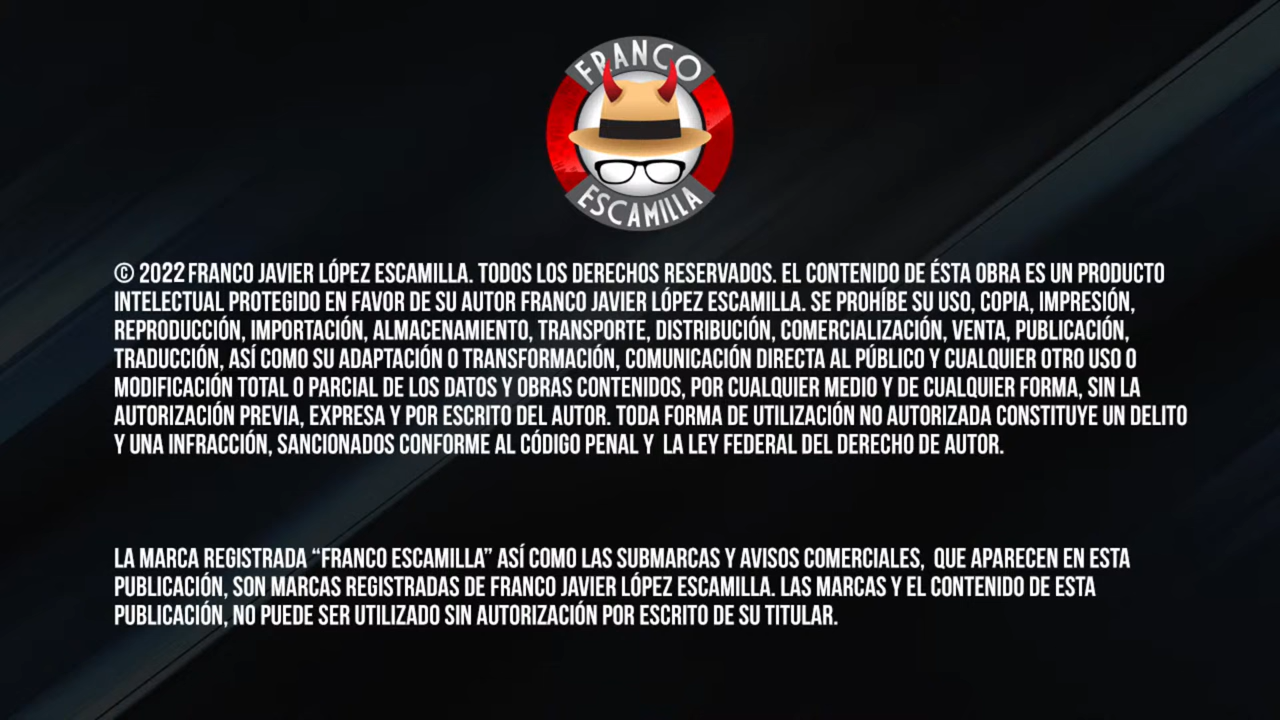 FRANCO
ESCAMILLA
© 2022 FRANCO JAVIER LÓPEZ ESCAMILLA. TODOS LOS DERECHOS RESERVADOS. EL CONTENIDO DE ÉSTA OBRA ES UN PRODUCTO
INTELECTUAL PROTEGIDO EN FAVOR DE SU AUTOR FRANCO JAVIER LÓPEZ ESCAMILLA. SE PROHÍBE SU USO, COPIA, IMPRESIÓN,
REPRODUCCIÓN, IMPORTACIÓN, ALMACENAMIENTO, TRANSPORTE, DISTRIBUCIÓN, COMERCIALIZACIÓN, VENTA, PUBLICACIÓN,
TRADUCCIÓN, ASÍ COMO SU ADAPTACIÓN O TRANSFORMACIÓN, COMUNICACIÓN DIRECTA AL PÚBLICO Y CUALQUIER OTRO USO O
MODIFICACIÓN TOTAL O PARCIAL DE LOS DATOS Y OBRAS CONTENIDOS, POR CUALQUIER MEDIO Y DE CUALQUIER FORMA, SIN LA
AUTORIZACIÓN PREVIA, EXPRESA Y POR ESCRITO DEL AUTOR. TODA FORMA DE UTILIZACIÓN NO AUTORIZADA CONSTITUYE UN DELITO
Y UNA INFRACCIÓN, SANCIONADOS CONFORME AL CÓDIGO PENAL Y LA LEY FEDERAL DEL DERECHO DE AUTOR.
LA MARCA REGISTRADA “FRANCO ESCAMILLA” ASÍ COMO LAS SUBMARCAS Y AVISOS COMERCIALES, QUE APARECEN EN ESTA
PUBLICACIÓN, SON MARCAS REGISTRADAS DE FRANCO JAVIER LÓPEZ ESCAMILLA. LAS MARCAS Y EL CONTENIDO DE ESTA
PUBLICACIÓN, NO PUEDE SER UTILIZADO SIN AUTORIZACIÓN POR ESCRITO DE SU TITULAR.